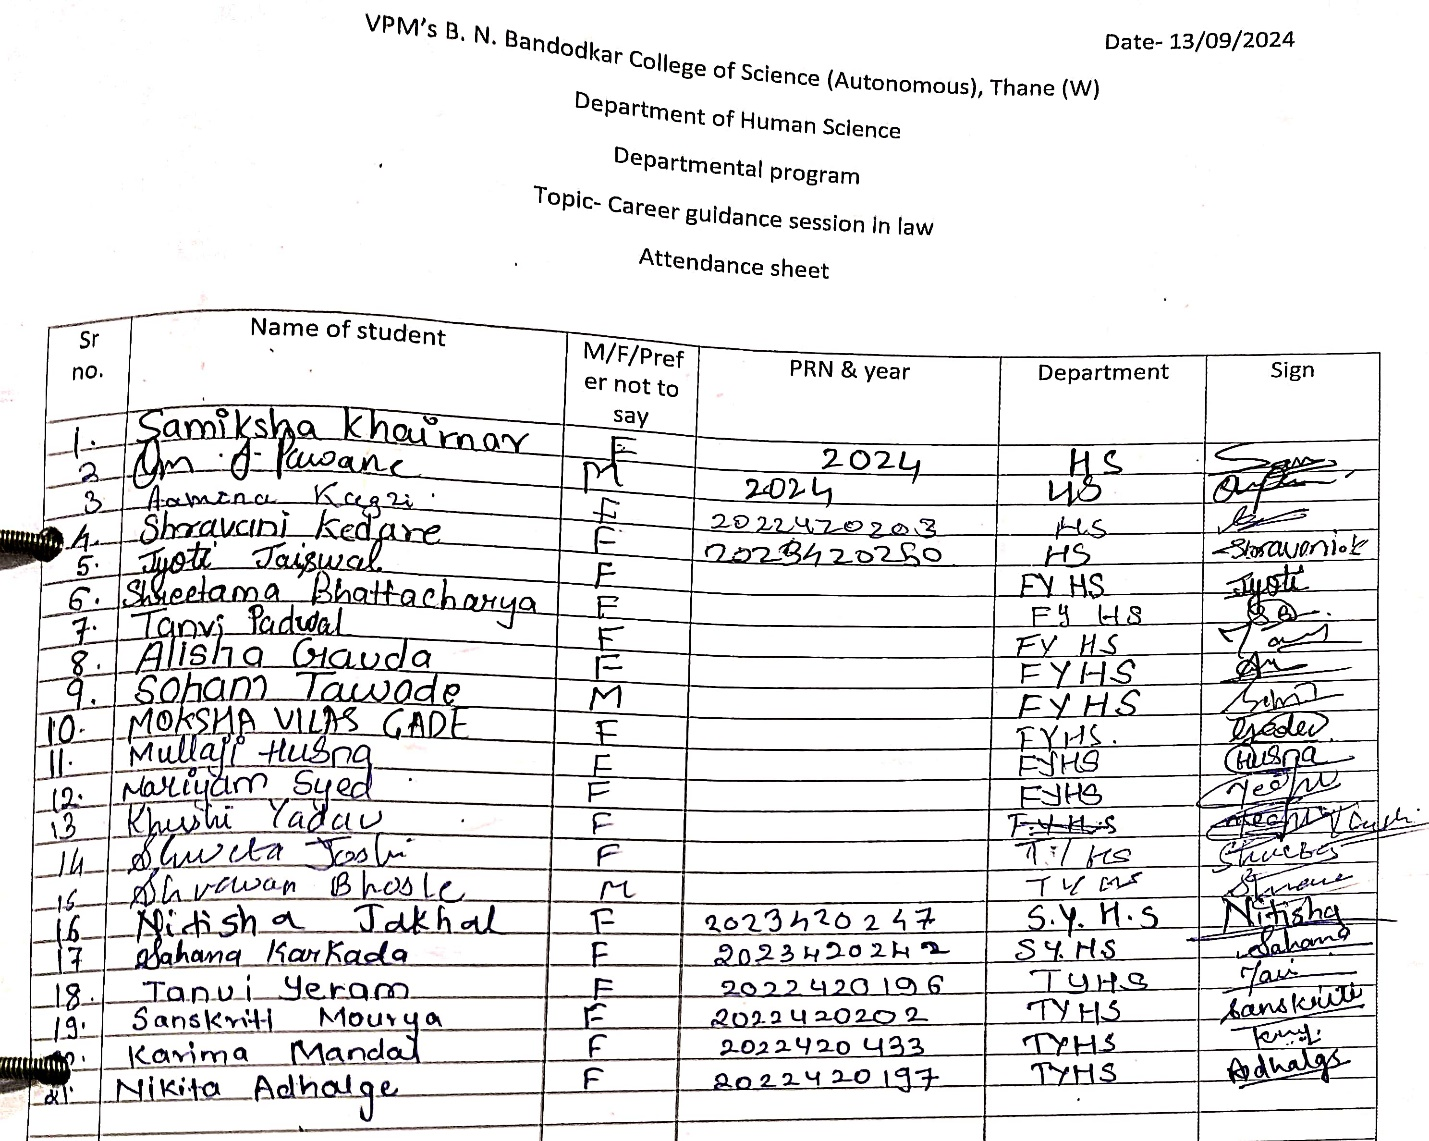 Date- 13/09/2024
VPM's B. N. Bandodkar College of Science (Autonomous), Thane (W)
Department of Human Science
Departmental program
Topic- Career guidance session in law
Attendance sheet
Sr no. Name of student M/F/Prefer not to say PRN & year Department Sign
1. Samiksha Khairnar F 2024 HS
2 Om J. Pawane M 2024 HS
3 Aamena Kagzi. F 2022420203 HS
4. Shravani Kedare F 2023420250 HS Shravanik
5. Jyoti Jaiswal F FY HS Jyoti
6. Shreetama Bhattacharya F FY HS
7. Tanvi Padwal F FY HS
8. Alisha Gauda F FYHS
9. Soham Tawade M FYHS
10. MOKSHA VILAS GADE F FYHS.
11. Mullaji Husna F FYHS Husna
12. Mariyam Syed F FYHS
13 Khushi Yadav F FYHS
14 Shweta Joshi F TY HS
15 Shrawan Bhosle M TY HS
16 Nitisha Jakhal F 2023420247 S.Y. H.S Nitisha
17 Sahana Karkada F 2023420242 SY. HS Sahana
18. Tanvi Yeram F 2022420196 TYHS
19. Sanskriti Mourya F 2022420202 TYHS Sanskriti
Karima Mandal F 2022420433 TYHS
21. Nikita Adhalge F 2022420197 TYHS Adhalge